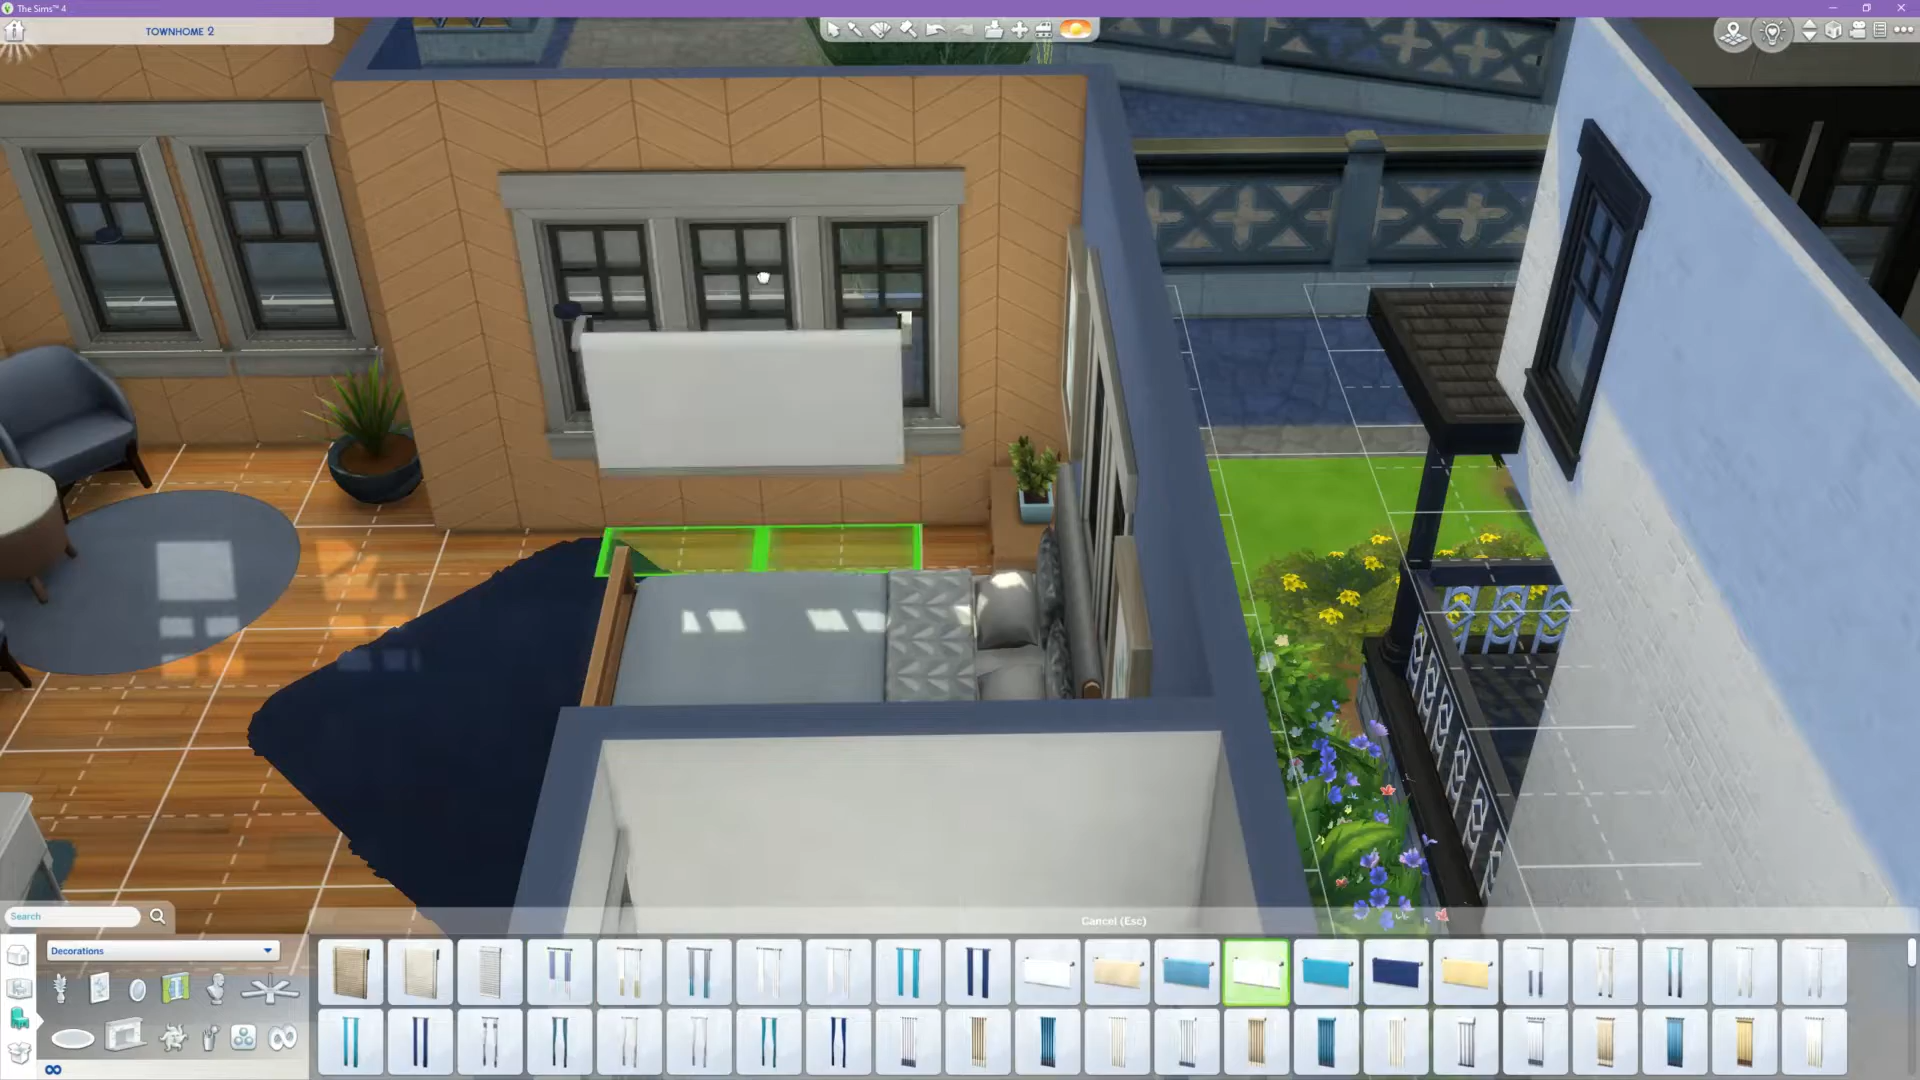 The Sims™ 4
TOWNHOME 2
Search
Cancel (Esc)
Decorations